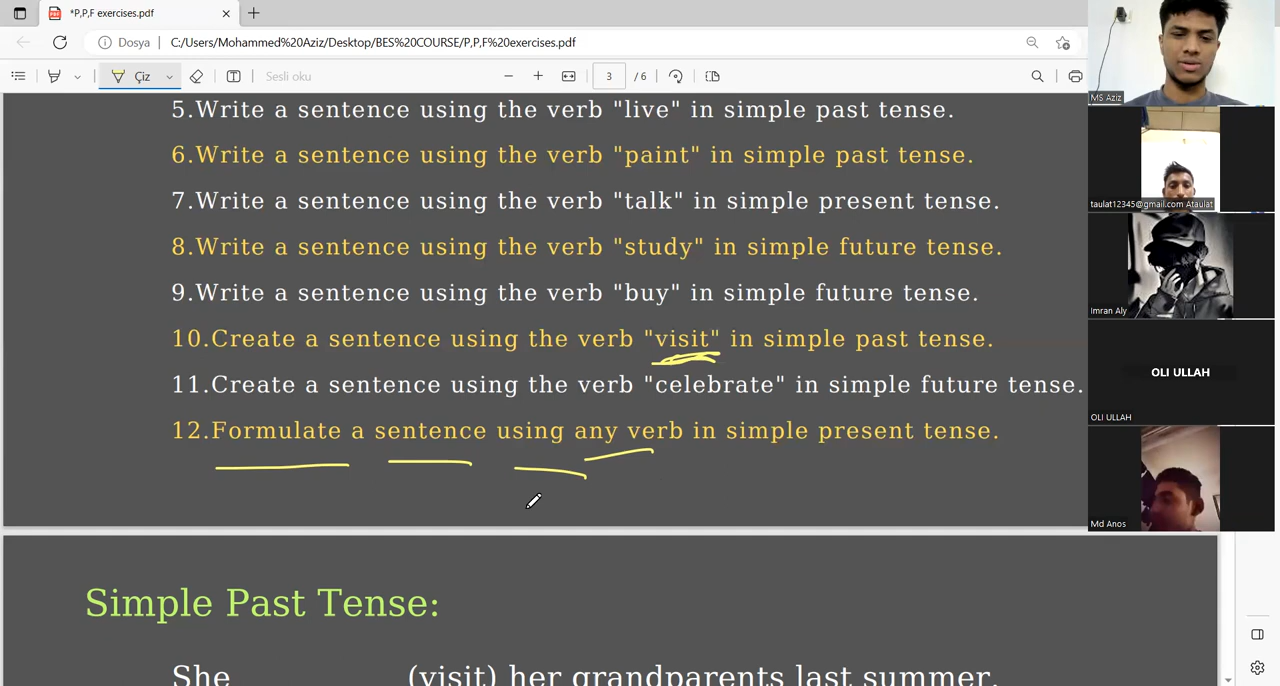 *P,P,F exercises.pdf
Dosya
C:/Users/Mohammed%20Aziz/Desktop/BES%20COURSE/P,P,F%20exercises.pdf
Çiz
Sesli oku
3 / 6
5.Write a sentence using the verb "live" in simple past tense.
6.Write a sentence using the verb "paint" in simple past tense.
7.Write a sentence using the verb "talk" in simple present tense.
8.Write a sentence using the verb "study" in simple future tense.
9.Write a sentence using the verb "buy" in simple future tense.
10.Create a sentence using the verb "visit" in simple past tense.
11.Create a sentence using the verb "celebrate" in simple future tense.
12.Formulate a sentence using any verb in simple present tense.
Simple Past Tense:
She (visit) her grandparents last summer.
MS Aziz
taulat12345@gmail.com Ataulat
Imran Aly
OLI ULLAH
OLI ULLAH
Md Anos